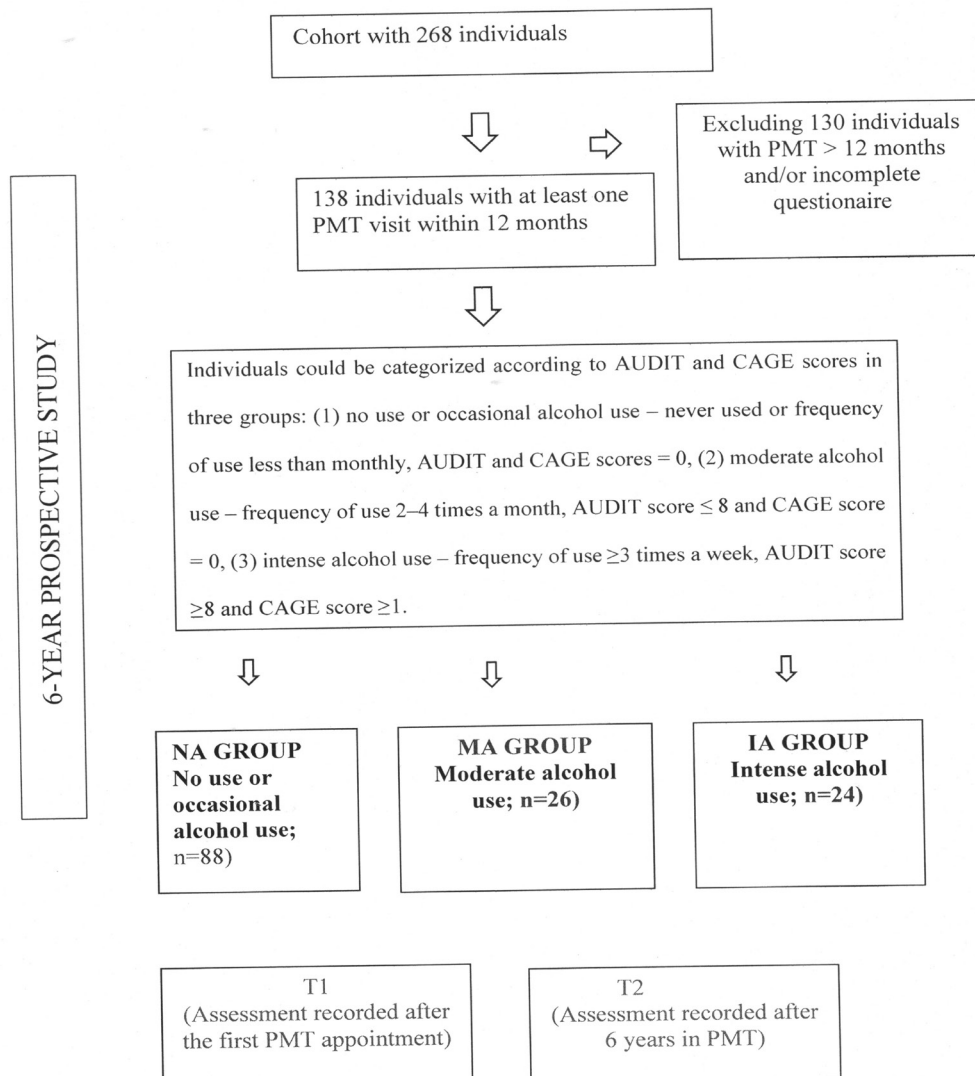 Cohort with 268 individuals
Excluding 130 individuals
with PMT > 12 months
and/or incomplete
questionaire
138 individuals with at least one
PMT visit within 12 months
6-YEAR PROSPECTIVE STUDY
Individuals could be categorized according to AUDIT and CAGE scores in
three groups: (1) no use or occasional alcohol use – never used or frequency
of use less than monthly, AUDIT and CAGE scores = 0, (2) moderate alcohol
use – frequency of use 2–4 times a month, AUDIT score ≤ 8 and CAGE score
= 0, (3) intense alcohol use – frequency of use ≥3 times a week, AUDIT score
≥8 and CAGE score ≥1.
NA GROUP
No use or
occasional
alcohol use;
n=88)
MA GROUP
Moderate alcohol
use; n=26)
IA GROUP
Intense alcohol
use; n=24)
T1
(Assessment recorded after
the first PMT appointment)
T2
(Assessment recorded after
6 years in PMT)